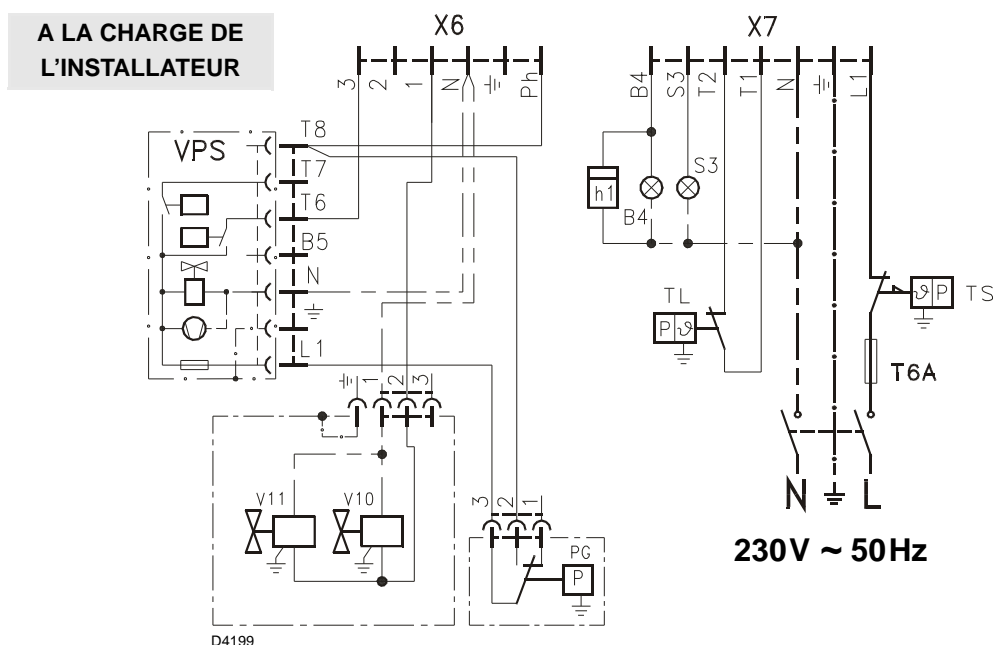 A LA CHARGE DE
L'INSTALLATEUR
X6
3 2 1 N Ph
X7
B4 S3 T2 T1 N L1
VPS
T8
T7
T6
B5
N
L1
h1
B4
S3
TL
P ϑ
ϑ P
TS
T6A
N L
230V ~ 50Hz
1 2 3
V11 V10
3 2 1
PG
P
D4199